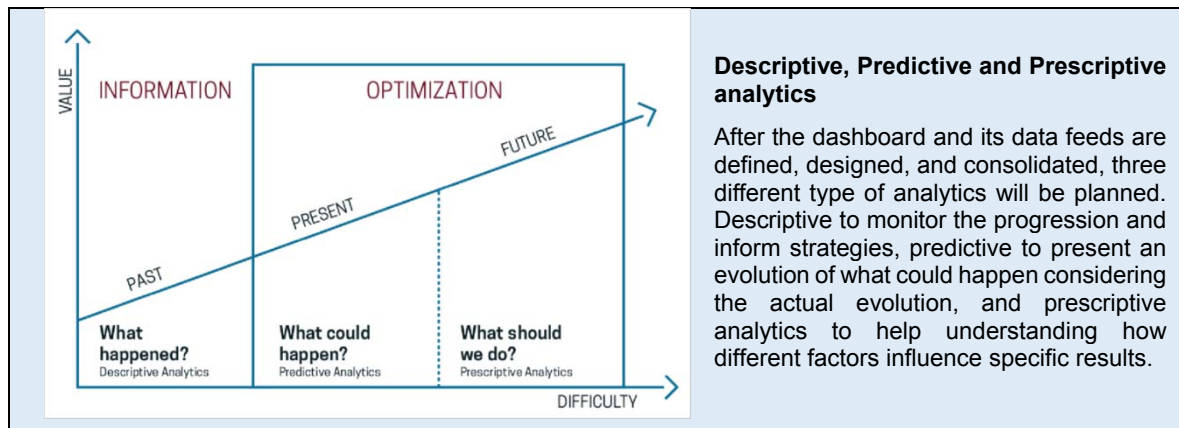 VALUE
INFORMATION
OPTIMIZATION
PAST
PRESENT
FUTURE
What
happened?
Descriptive Analytics
What could
happen?
Predictive Analytics
What should
we do?
Prescriptive Analytics
DIFFICULTY
Descriptive, Predictive and Prescriptive
analytics
After the dashboard and its data feeds are
defined, designed, and consolidated, three
different type of analytics will be planned.
Descriptive to monitor the progression and
inform strategies, predictive to present an
evolution of what could happen considering
the actual evolution, and prescriptive
analytics to help understanding how
different factors influence specific results.